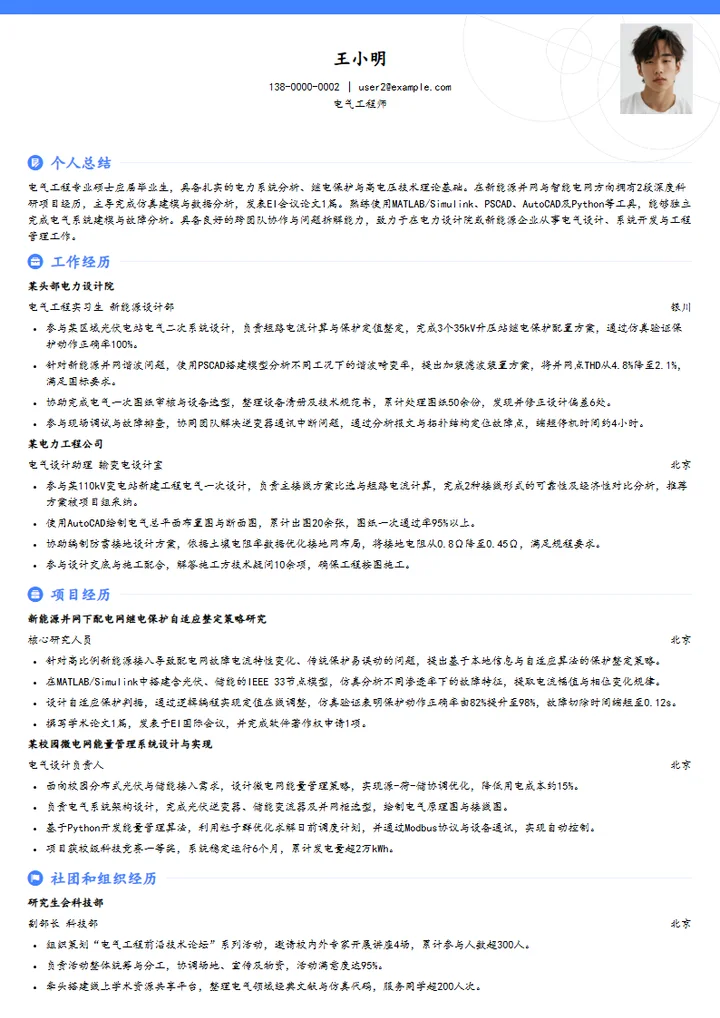 王小明
138-0000-0002 | user2@example.com
电气工程师
个人总结
电气工程专业硕士应届毕业生，具备扎实的电力系统分析、继电保护与高电压技术理论基础。在新能源并网与智能电网方向拥有2段深度科
研项目经历，主导完成仿真建模与数据分析，发表EI会议论文1篇。熟练使用MATLAB/Simulink、PSCAD、AutoCAD及Python等工具，能够独立
完成电气系统建模与故障分析。具备良好的跨团队协作与问题拆解能力，致力于在电力设计院或新能源企业从事电气设计、系统开发与工程
管理工作。
工作经历
某头部电力设计院
电气工程实习生 新能源设计部 银川
• 参与某区域光伏电站电气二次系统设计，负责短路电流计算与保护定值整定，完成3个35kV升压站继电保护配置方案，通过仿真验证保
护动作正确率100%。
• 针对新能源并网谐波问题，使用PSCAD搭建模型分析不同工况下的谐波畸变率，提出加装滤波装置方案，将并网点THD从4.8%降至2.1%，
满足国标要求。
• 协助完成电气一次图纸审核与设备选型，整理设备清册及技术规范书，累计处理图纸50余份，发现并修正设计偏差6处。
• 参与现场调试与故障排查，协同团队解决逆变器通讯中断问题，通过分析报文与拓扑结构定位故障点，缩短停机时间约4小时。
某电力工程公司
电气设计助理 输变电设计室 北京
• 参与某110kV变电站新建工程电气一次设计，负责主接线方案比选与短路电流计算，完成2种接线形式的可靠性及经济性对比分析，推荐
方案被项目组采纳。
• 使用AutoCAD绘制电气总平面布置图与断面图，累计出图20余张，图纸一次通过率95%以上。
• 协助编制防雷接地设计方案，依据土壤电阻率数据优化接地网布局，将接地电阻从0.8Ω降至0.45Ω，满足规程要求。
• 参与设计交底与施工配合，解答施工方技术疑问10余项，确保工程按图施工。
项目经历
新能源并网下配电网继电保护自适应整定策略研究
核心研究人员 北京
• 针对高比例新能源接入导致配电网故障电流特性变化、传统保护易误动的问题，提出基于本地信息与自适应算法的保护整定策略。
• 在MATLAB/Simulink中搭建含光伏、储能的IEEE 33节点模型，仿真分析不同渗透率下的故障特征，提取电流幅值与相位变化规律。
• 设计自适应保护判据，通过逻辑编程实现定值在线调整，仿真验证表明保护动作正确率由82%提升至98%，故障切除时间缩短至0.12s。
• 撰写学术论文1篇，发表于EI国际会议，并完成软件著作权申请1项。
某校园微电网能量管理系统设计与实现
电气设计负责人 北京
• 面向校园分布式光伏与储能接入需求，设计微电网能量管理策略，实现源-荷-储协调优化，降低用电成本约15%。
• 负责电气系统架构设计，完成光伏逆变器、储能变流器及并网柜选型，绘制电气原理图与接线图。
• 基于Python开发能量管理算法，利用粒子群优化求解日前调度计划，并通过Modbus协议与设备通讯，实现自动控制。
• 项目获校级科技竞赛一等奖，系统稳定运行6个月，累计发电量超2万kWh。
社团和组织经历
研究生会科技部
副部长 科技部 北京
• 组织策划“电气工程前沿技术论坛”系列活动，邀请校内外专家开展讲座4场，累计参与人数超300人。
• 负责活动整体统筹与分工，协调场地、宣传及物资，活动满意度达95%。
• 牵头搭建线上学术资源共享平台，整理电气领域经典文献与仿真代码，服务同学超200人次。